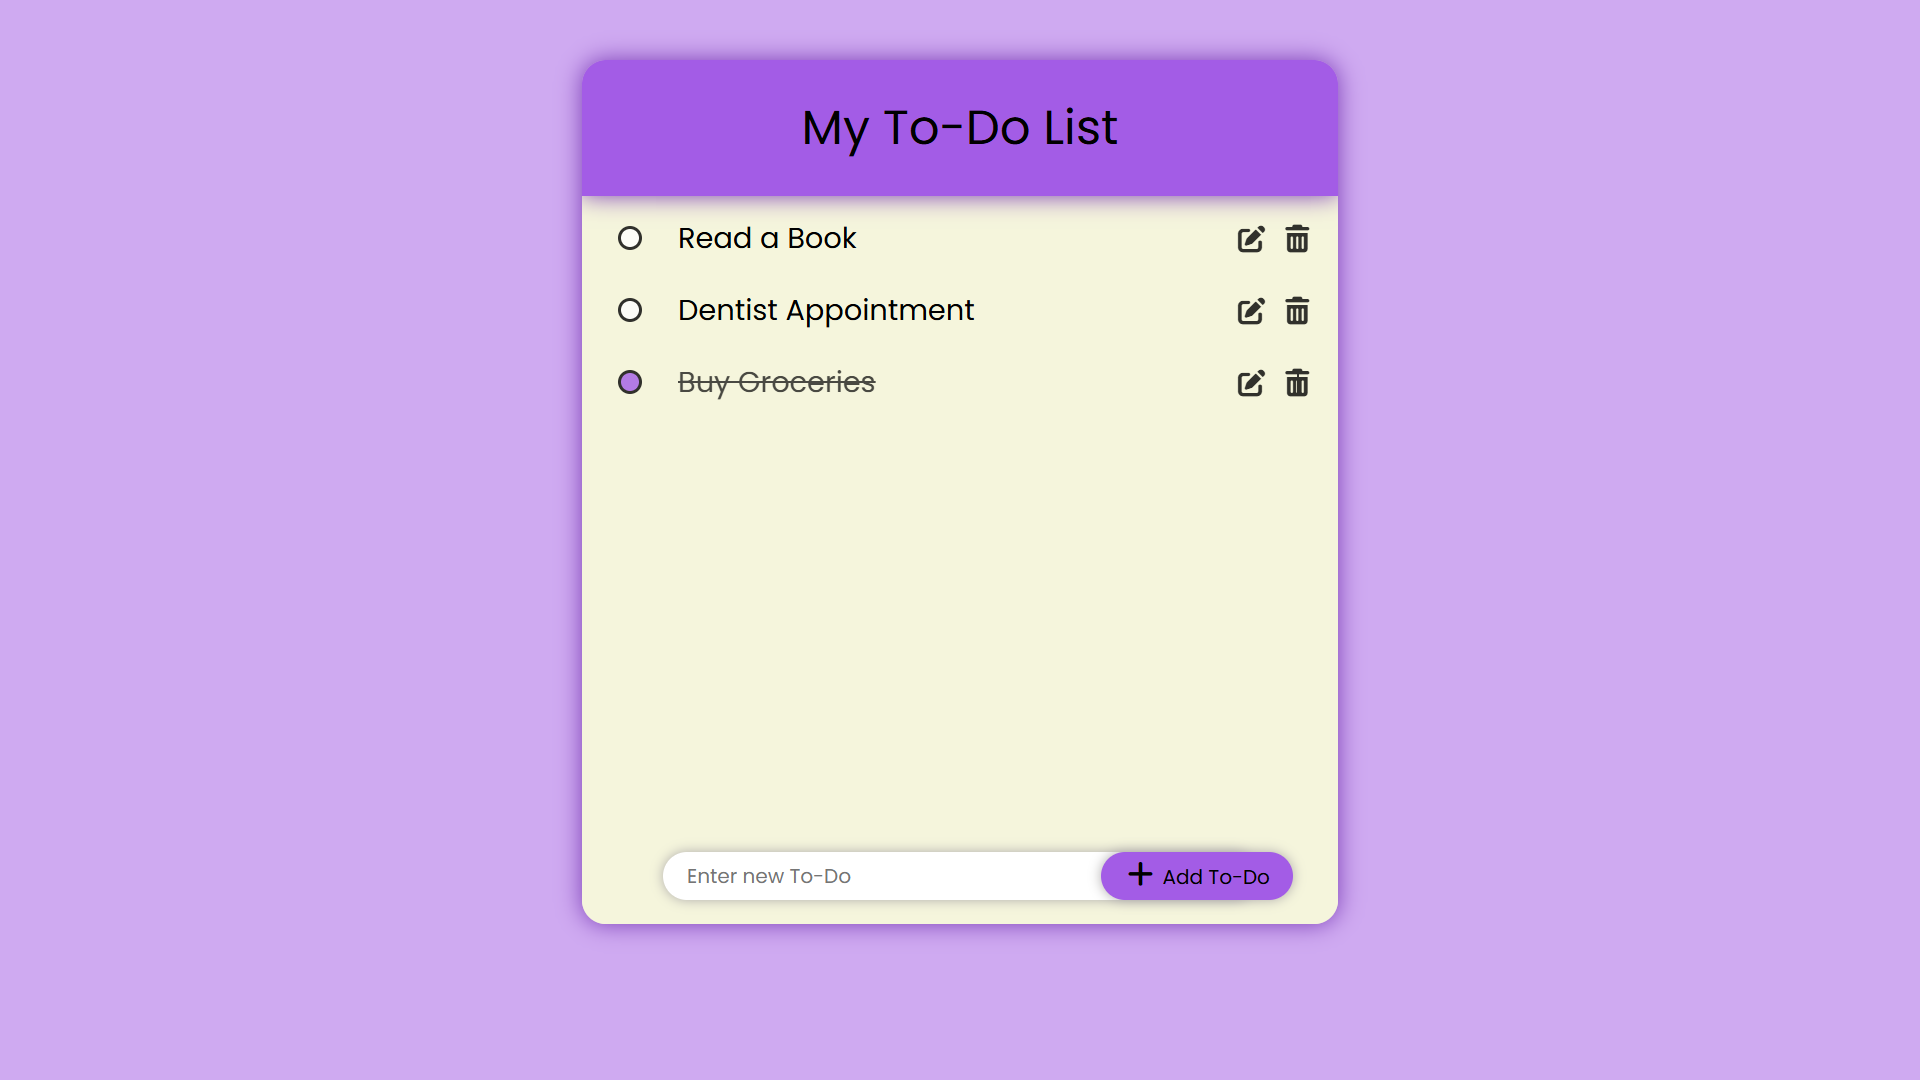 My To-Do List
Read a Book
Dentist Appointment
Buy Groceries
Enter new To-Do
Add To-Do